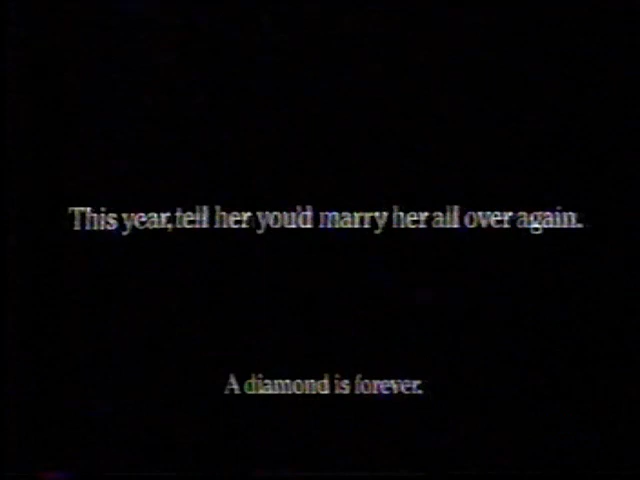 This year, tell her you'd marry her all over again.
A diamond is forever.